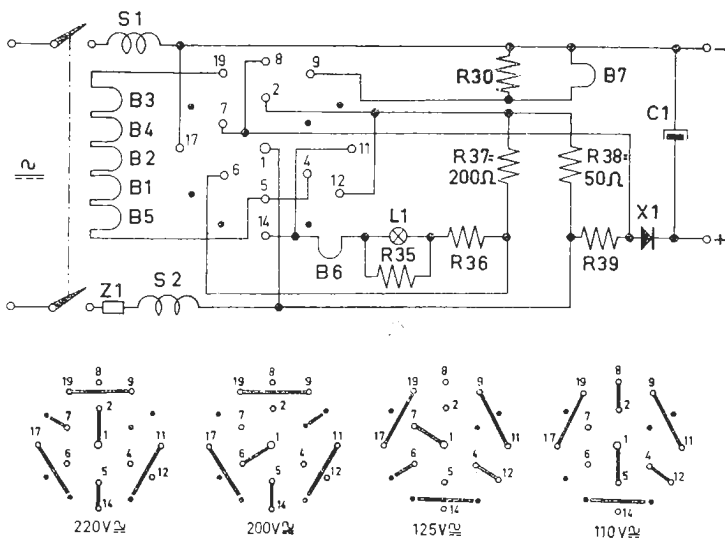 S1
8
9
19
2
R30
B7
B3
C1
B4
7
17
B2
6
1
4
11
R37=
200Ω
R38=
50Ω
B1
5
12
X1
B5
14
L1
B6
R35
R36
R39
Z1
S2
−
+
≂
8
19
9
7
2
17
1
11
6
4
5
12
14
220V≂
8
19
9
7
2
17
1
11
6
4
5
12
14
200V≂
8
19
9
7
2
17
1
11
6
4
5
12
14
125V≂
8
19
9
7
2
17
1
11
6
4
5
12
14
110V≂